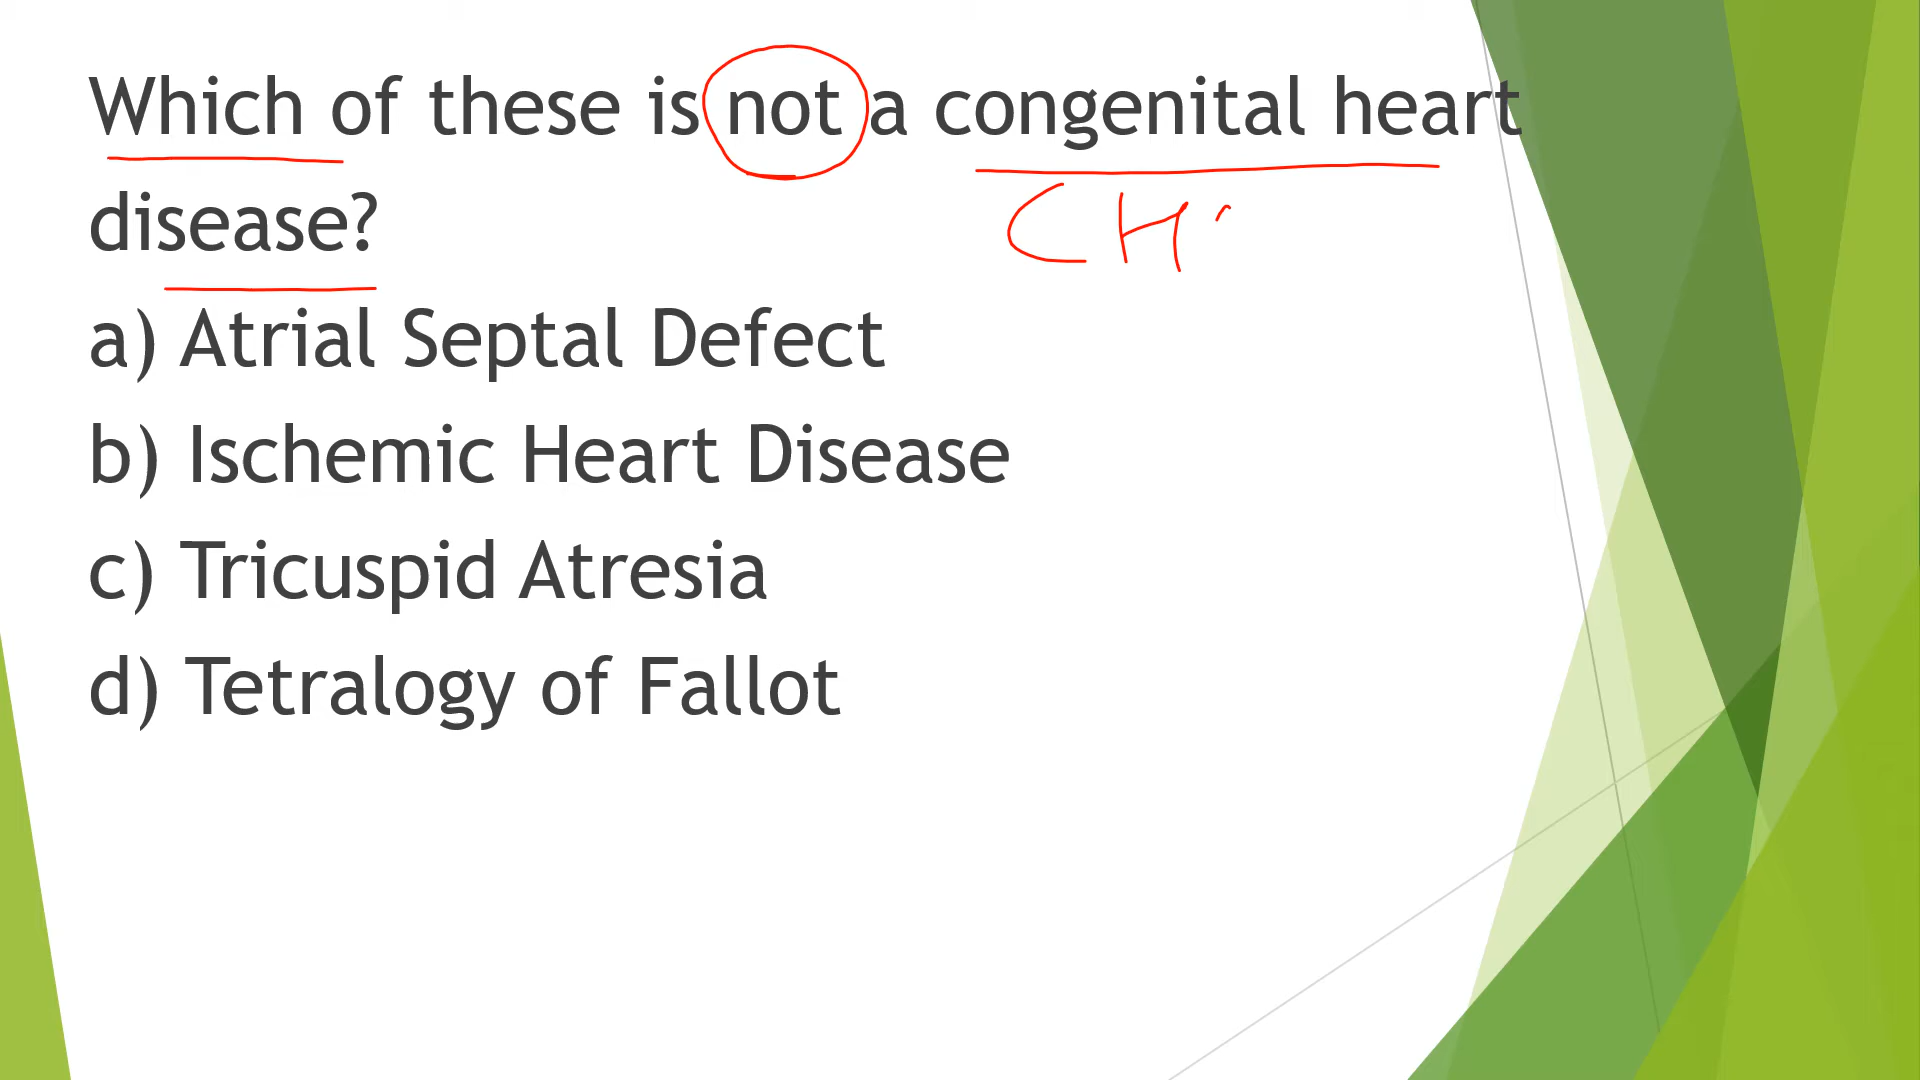 Which of these is not a congenital heart
disease?
CH
a) Atrial Septal Defect
b) Ischemic Heart Disease
c) Tricuspid Atresia
d) Tetralogy of Fallot